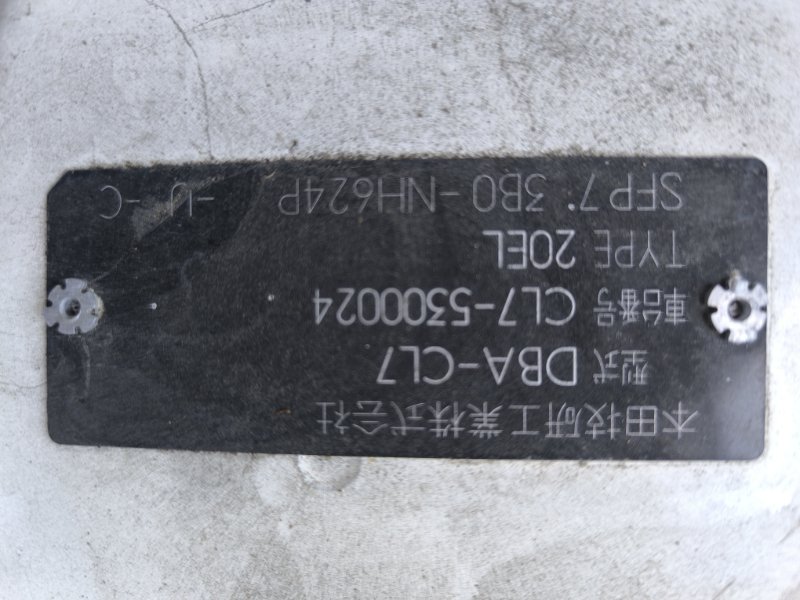 本田技研工業株式会社
型式 DBA-CL7
車台番号 CL7-5300024
TYPE 20EL
SFP7 3B0-NH624P -U -C